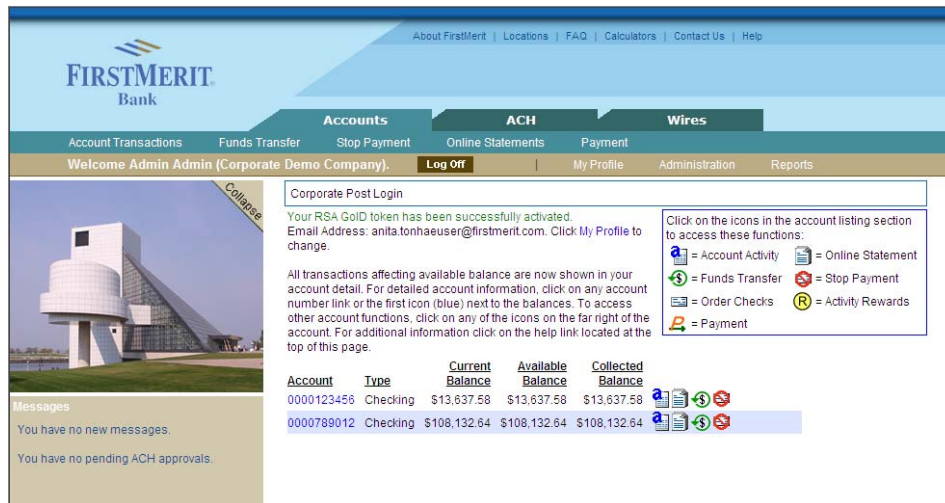 About FirstMerit | Locations | FAQ | Calculators | Contact Us | Help
FIRSTMERIT
Bank
Accounts ACH Wires
Account Transactions Funds Transfer Stop Payment Online Statements Payment
Welcome Admin Admin (Corporate Demo Company). Log Off | My Profile Administration Reports
Collapse
Corporate Post Login
Your RSA GoID token has been successfully activated.
Email Address: anita.tonhaeuser@firstmerit.com. Click My Profile to
change.
All transactions affecting available balance are now shown in your
account detail. For detailed account information, click on any account
number link or the first icon (blue) next to the balances. To access
other account functions, click on any of the icons on the far right of the
account. For additional information click on the help link located at the
top of this page.
Click on the icons in the account listing section
to access these functions:
a = Account Activity = Online Statement
$ = Funds Transfer = Stop Payment
= Order Checks R = Activity Rewards
P = Payment
Current Available Collected
Account Type Balance Balance Balance
0000123456 Checking $13,637.58 $13,637.58 $13,637.58 a $
0000789012 Checking $108,132.64 $108,132.64 $108,132.64 a $
Messages
You have no new messages.
You have no pending ACH approvals.